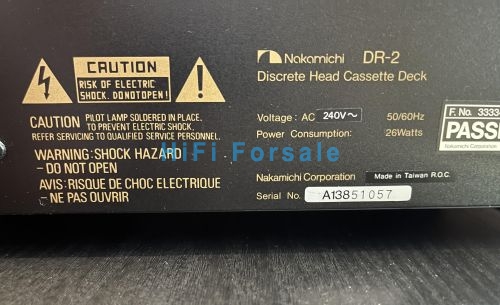 CAUTION
RISK OF ELECTRIC
SHOCK. DO NOT OPEN!
CAUTION PILOT LAMP SOLDERED IN PLACE,
TO PREVENT ELECTRIC SHOCK.
REFER SERVICING TO QUALIFIED SERVICE PERSONNEL.
WARNING: SHOCK HAZARD
- DO NOT OPEN
AVIS: RISQUE DE CHOC ELECTRIQUE
- NE PAS OUVRIR
Nakamichi DR-2
Discrete Head Cassette Deck
Voltage: AC 240V~ 50/60Hz
Power Consumption: 26Watts
Nakamichi Corporation Made in Taiwan R.O.C.
Serial No. A13851057
F. No. 3333
PASS
Nakamichi Corporation
HiFi Forsale